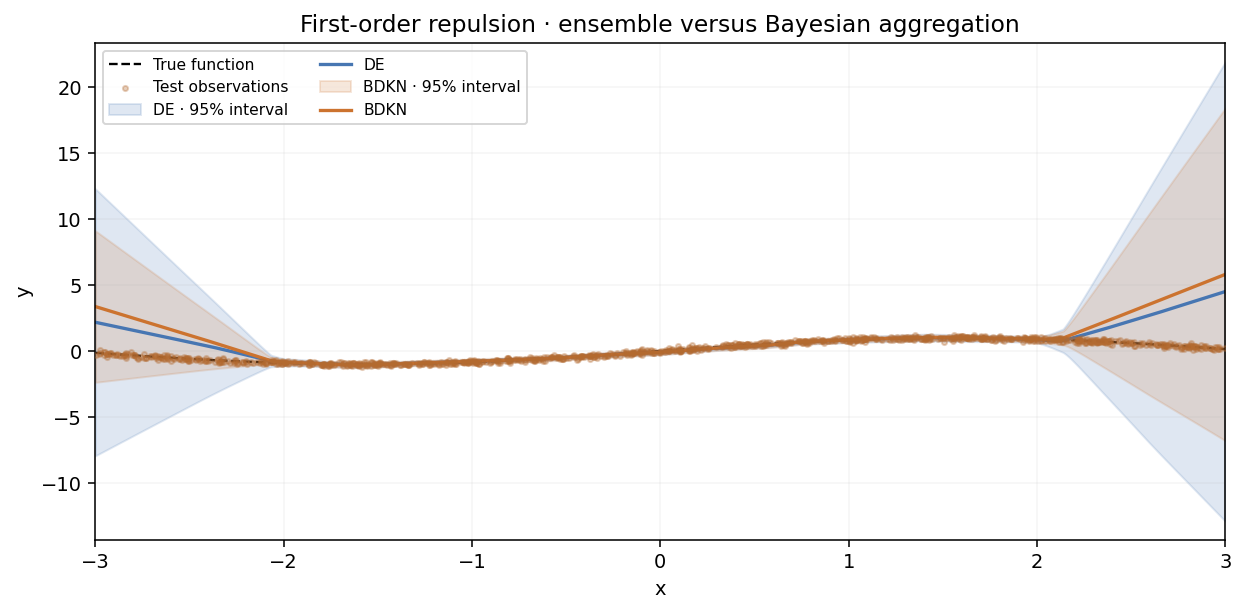 First-order repulsion · ensemble versus Bayesian aggregation
True function
Test observations
DE · 95% interval
DE
BDKN · 95% interval
BDKN
y
20
15
10
5
0
−5
−10
−3
−2
−1
0
1
2
3
x